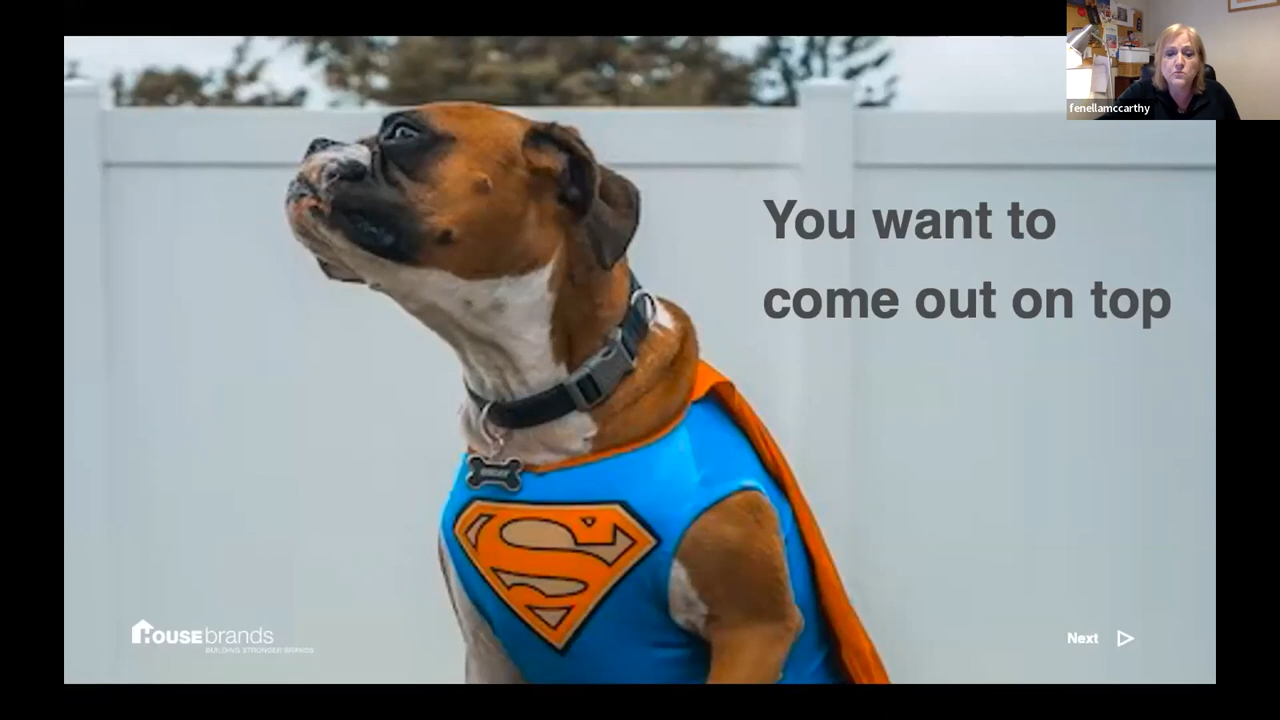 fenellamccarthy
You want to
come out on top
HOUSEbrands
BUILDING STRONGER BRANDS
Next